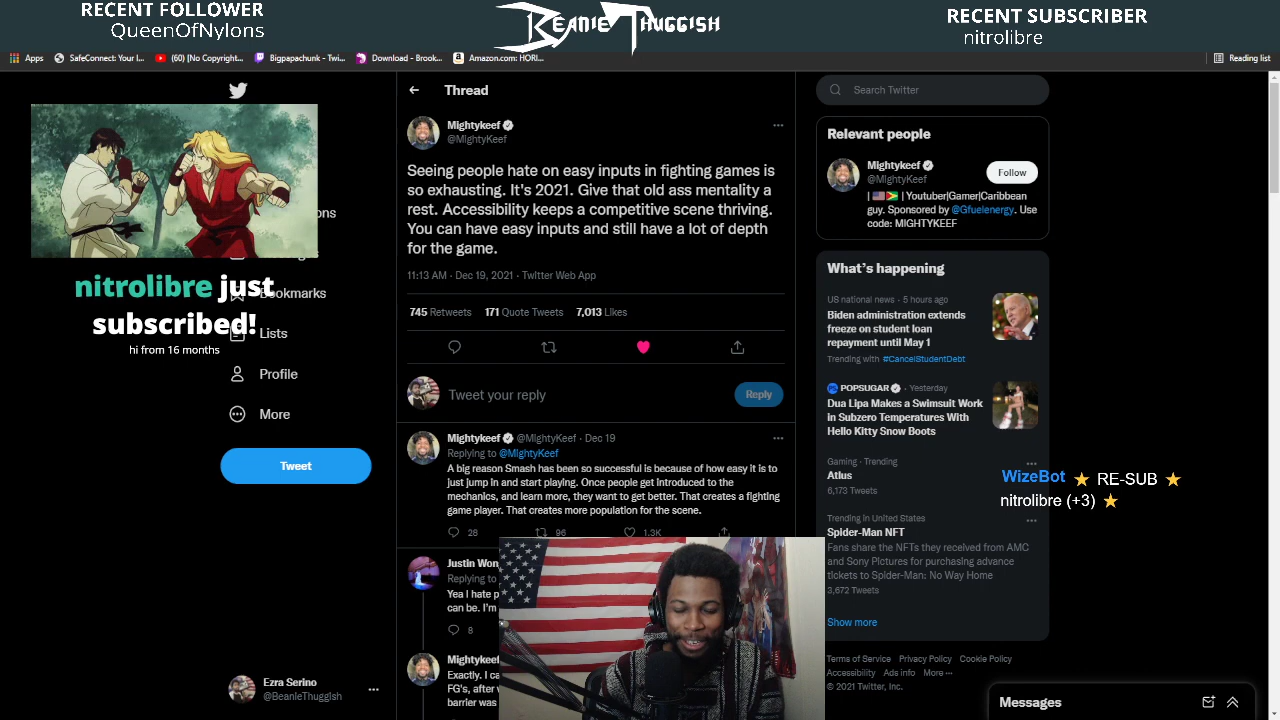 RECENT FOLLOWER
QueenOfNylons
BEANIE THUGGISH
RECENT SUBSCRIBER
nitrolibre
Apps
SafeConnect: Your I...
(60) [No Copyright...
Bigpapachunk - Twi...
Download - Brook...
Amazon.com: HORI...
Reading list
Thread
Mightykeef
@MightyKeef
Seeing people hate on easy inputs in fighting games is
so exhausting. It's 2021. Give that old ass mentality a
rest. Accessibility keeps a competitive scene thriving.
You can have easy inputs and still have a lot of depth
for the game.
11:13 AM · Dec 19, 2021 · Twitter Web App
745 Retweets 171 Quote Tweets 7,013 Likes
Tweet your reply
Reply
Mightykeef @MightyKeef · Dec 19
Replying to @MightyKeef
A big reason Smash has been so successful is because of how easy it is to
just jump in and start playing. Once people get introduced to the
mechanics, and learn more, they want to get better. That creates a fighting
game player. That creates more population for the scene.
28 96 1.3K
Justin Won
Replying to
Yea I hate p
can be. I'm
8
Mightykeef
Exactly. I ca
FG's, after
barrier was
nitrolibre just
subscribed!
hi from 16 months
Bookmarks
Lists
Profile
More
Tweet
Ezra Serino
@BeanieThuggish
Search Twitter
Relevant people
Mightykeef
@MightyKeef
Follow
| | Youtuber|Gamer|Caribbean
guy. Sponsored by @Gfuelenergy. Use
code: MIGHTYKEEF
What's happening
US national news · 5 hours ago
Biden administration extends
freeze on student loan
repayment until May 1
Trending with #CancelStudentDebt
POPSUGAR · Yesterday
Dua Lipa Makes a Swimsuit Work
in Subzero Temperatures With
Hello Kitty Snow Boots
Gaming · Trending
Atlus
6,173 Tweets
WizeBot RE-SUB
nitrolibre (+3)
Trending in United States
Spider-Man NFT
Fans share the NFTs they received from AMC
and Sony Pictures for purchasing advance
tickets to Spider-Man: No Way Home
3,672 Tweets
Show more
Terms of Service Privacy Policy Cookie Policy
Accessibility Ads info More ···
© 2021 Twitter, Inc.
Messages